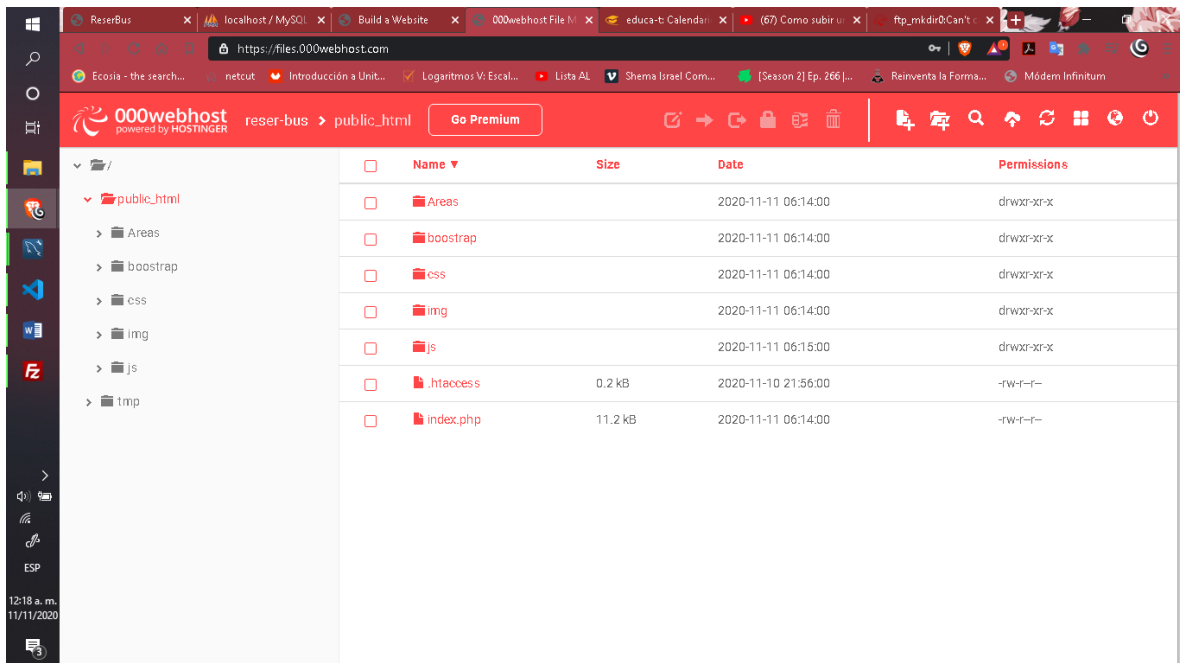 ReserBus
localhost / MySQL
Build a Website
000webhost File M
educa-t: Calendari
(67) Como subir u
ftp_mkdir0:Can't c
https://files.000webhost.com
Ecosia - the search...
netcut
Introducción a Unit...
Logaritmos V: Escal...
Lista AL
Shema Israel Com...
[Season 2] Ep. 266 |...
Reinventa la Forma...
Módem Infinitum
000webhost
powered by HOSTINGER
reser-bus > public_html
Go Premium
/
public_html
Areas
boostrap
css
img
js
tmp
Name ▼ Size Date Permissions
Areas 2020-11-11 06:14:00 drwxr-xr-x
boostrap 2020-11-11 06:14:00 drwxr-xr-x
css 2020-11-11 06:14:00 drwxr-xr-x
img 2020-11-11 06:14:00 drwxr-xr-x
js 2020-11-11 06:15:00 drwxr-xr-x
.htaccess 0.2 kB 2020-11-10 21:56:00 -rw-r--r--
index.php 11.2 kB 2020-11-11 06:14:00 -rw-r--r--
ESP
12:18 a. m.
11/11/2020
3